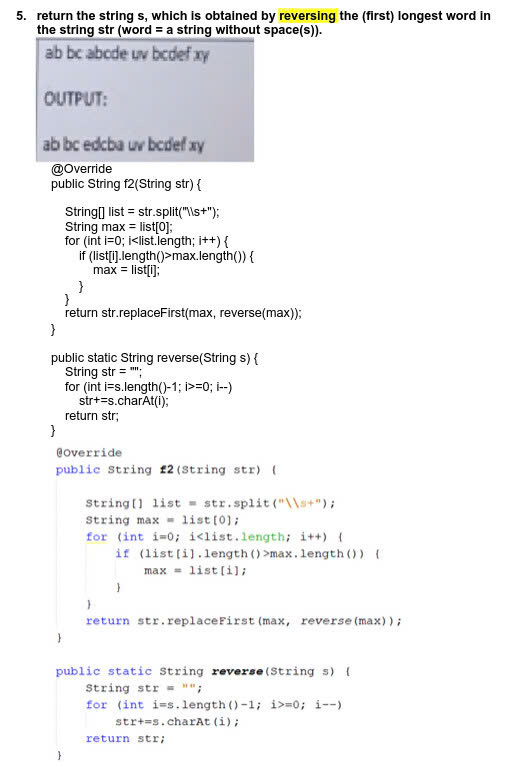 5. return the string s, which is obtained by reversing the (first) longest word in
the string str (word = a string without space(s)).
ab bc abcde uv bcdef xy
OUTPUT:
ab bc edcba uv bcdef xy
@Override
public String f2(String str) {
String[] list = str.split("\\s+");
String max = list[0];
for (int i=0; i<list.length; i++) {
if (list[i].length()>max.length()) {
max = list[i];
}
}
return str.replaceFirst(max, reverse(max));
}
public static String reverse(String s) {
String str = "";
for (int i=s.length()-1; i>=0; i--)
str+=s.charAt(i);
return str;
}
@Override
public String f2(String str) {
String[] list = str.split("\\s+");
String max = list[0];
for (int i=0; i<list.length; i++) {
if (list[i].length()>max.length()) {
max = list[i];
}
}
return str.replaceFirst(max, reverse(max));
}
public static String reverse(String s) {
String str = "";
for (int i=s.length()-1; i>=0; i--)
str+=s.charAt(i);
return str;
}